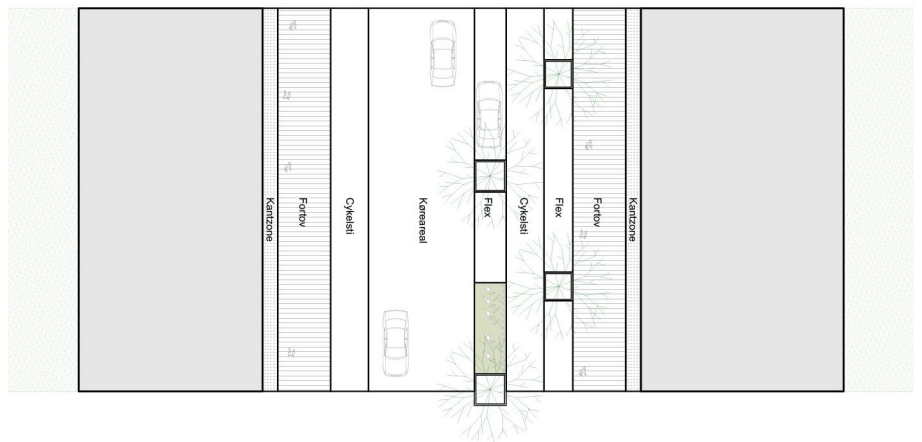 Kantzone
Fortov
Cykelsti
Køreareal
Flex
Cykelsti
Flex
Fortov
Kantzone